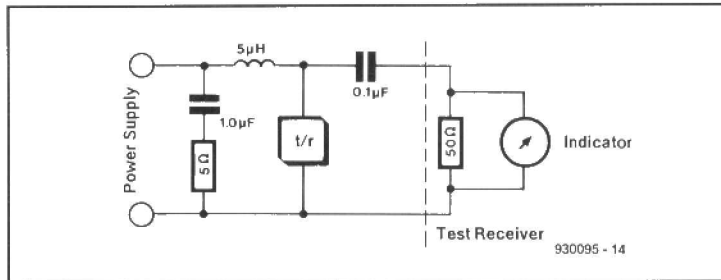 5µH
0.1µF
1.0µF
5Ω
t/r
50Ω
Power Supply
Indicator
Test Receiver
930095 - 14